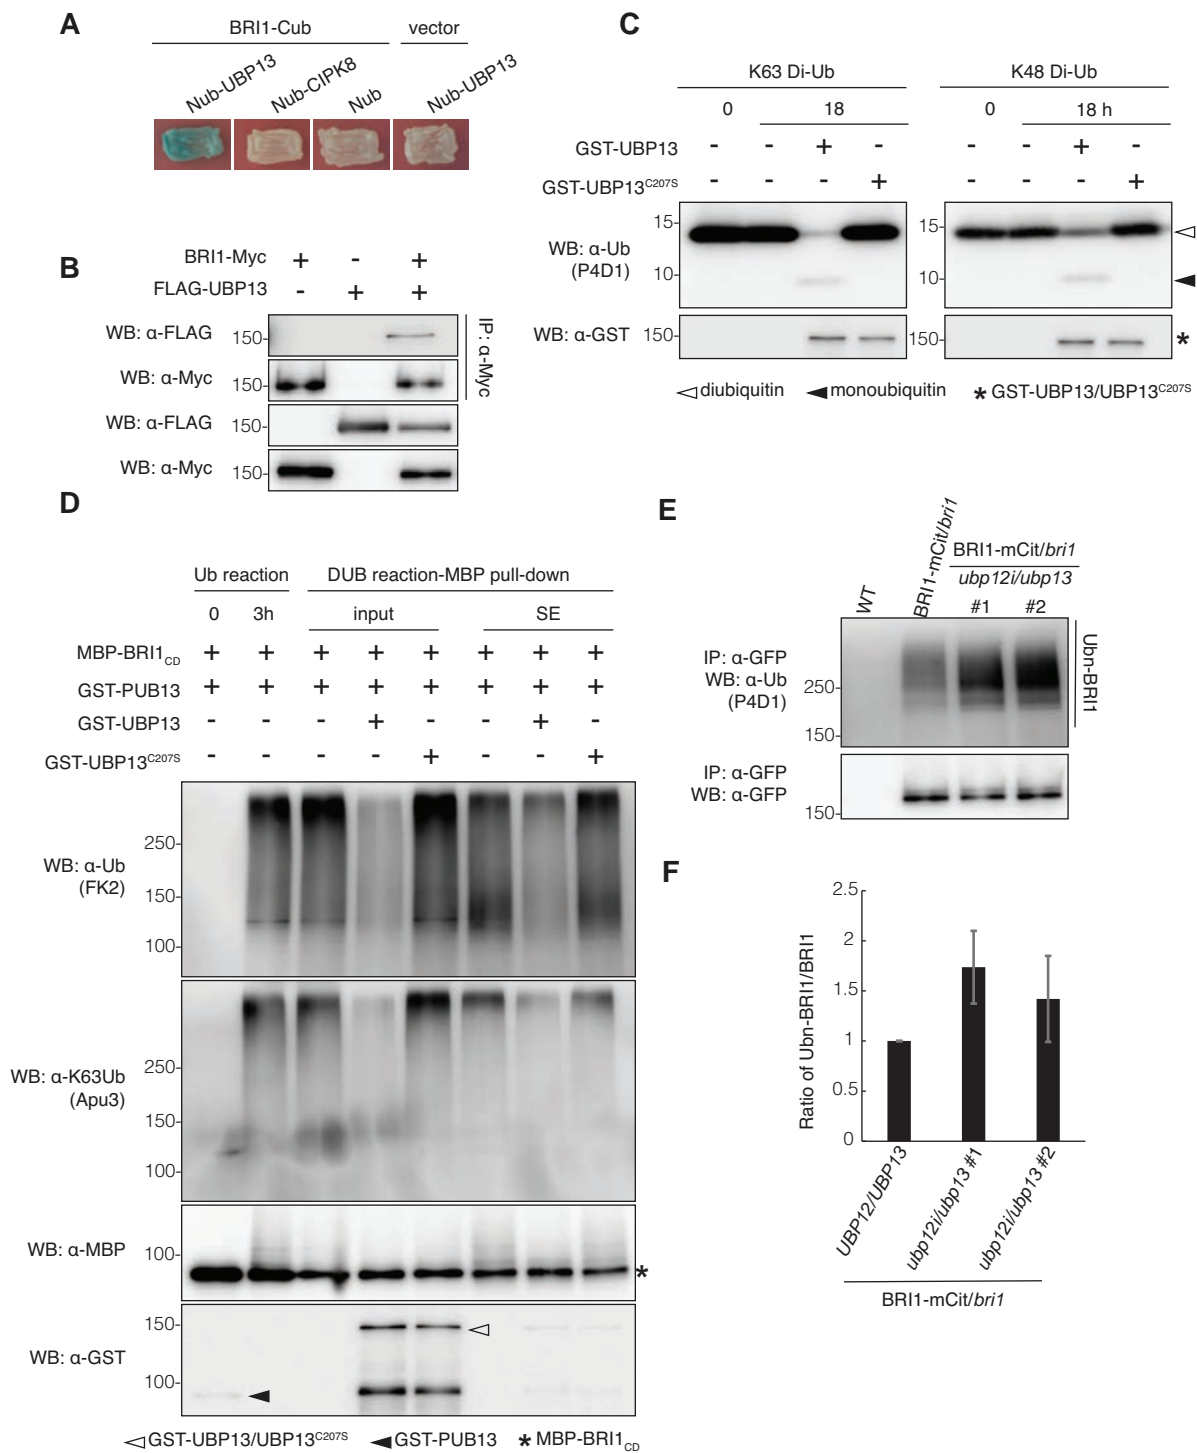 A
BRI1-Cub vector
Nub-UBP13 Nub-CIPK8 Nub Nub-UBP13
B
BRI1-Myc + - +
FLAG-UBP13 - + +
WB: α-FLAG 150-
WB: α-Myc 150-
IP: α-Myc
WB: α-FLAG 150-
WB: α-Myc 150-
C
K63 Di-Ub K48 Di-Ub
0 18 0 18 h
GST-UBP13 - - + - - - + -
GST-UBP13C207S - - - + - - - +
WB: α-Ub
(P4D1)
15- 15-
10- 10-
WB: α-GST 150- 150- *
diubiquitin monoubiquitin * GST-UBP13/UBP13C207S
D
Ub reaction DUB reaction-MBP pull-down
0 3h input SE
MBP-BRI1CD + + + + + + + +
GST-PUB13 + + + + + + + +
GST-UBP13 - - - + - - + -
GST-UBP13C207S - - - - + - - +
WB: α-Ub
(FK2)
250-
150-
100-
WB: α-K63Ub
(Apu3)
250-
150-
100-
WB: α-MBP 100- *
WB: α-GST
150-
100-
GST-UBP13/UBP13C207S GST-PUB13 * MBP-BRI1CD
E
WT
BRI1-mCit/bri1
BRI1-mCit/bri1
ubp12i/ubp13
#1 #2
IP: α-GFP
WB: α-Ub
(P4D1)
250-
150-
Ubn-BRI1
IP: α-GFP
WB: α-GFP
150-
F
Ratio of Ubn-BRI1/BRI1
2.5
2
1.5
1
0.5
0
UBP12/UBP13
ubp12i/ubp13 #1
ubp12i/ubp13 #2
BRI1-mCit/bri1